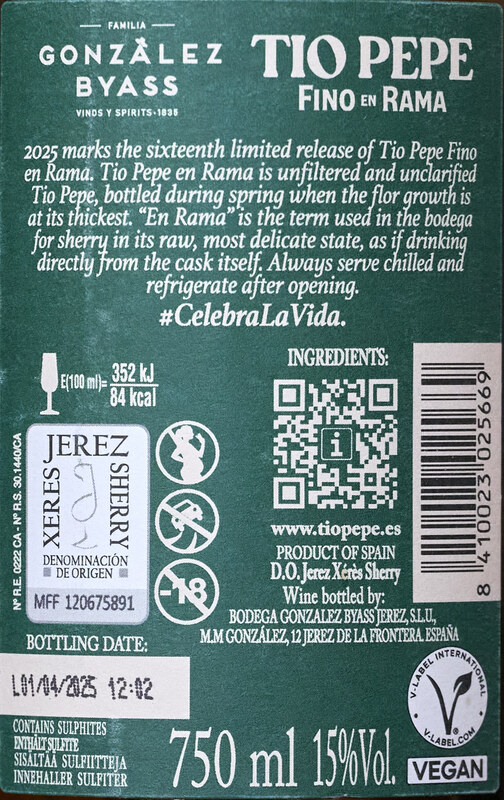 FAMILIA
GONZÁLEZ
BYASS
VINOS Y SPIRITS·1835
TIO PEPE
FINO EN RAMA
2025 marks the sixteenth limited release of Tio Pepe Fino
en Rama. Tio Pepe en Rama is unfiltered and unclarified
Tio Pepe, bottled during spring when the flor growth is
at its thickest. “En Rama” is the term used in the bodega
for sherry in its raw, most delicate state, as if drinking
directly from the cask itself. Always serve chilled and
refrigerate after opening.
#CelebraLaVida.
E(100 ml)= 352 kJ
84 kcal
INGREDIENTS:
i
www.tiopepe.es
PRODUCT OF SPAIN
D.O. Jerez Xérès Sherry
Wine bottled by:
BODEGA GONZALEZ BYASS JEREZ, S.L.U,
M.M GONZÁLEZ, 12 JEREZ DE LA FRONTERA. ESPAÑA
8 410023 025669
Nº R.E. 0222 CA - Nº R.S. 30.1440/CA
JEREZ
XERES
SHERRY
DENOMINACIÓN
DE ORIGEN
MFF 120675891
-18
BOTTLING DATE:
L01/04/2025 12:02
CONTAINS SULPHITES
ENTHÄLT SULFITE
SISÄLTÄÄ SULFIITTEJA
INNEHALLER SULFITER
750 ml 15%Vol.
V-LABEL INTERNATIONAL
V-LABEL.COM
VEGAN